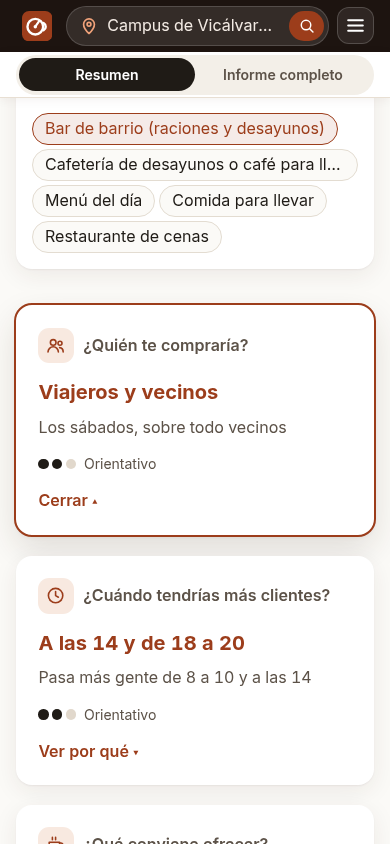 Campus de Vicálvar...
Resumen
Informe completo
Bar de barrio (raciones y desayunos)
Cafetería de desayunos o café para ll...
Menú del día
Comida para llevar
Restaurante de cenas
¿Quién te compraría?
Viajeros y vecinos
Los sábados, sobre todo vecinos
Orientativo
Cerrar
¿Cuándo tendrías más clientes?
A las 14 y de 18 a 20
Pasa más gente de 8 a 10 y a las 14
Orientativo
Ver por qué
¿Qué conviene ofrecer?